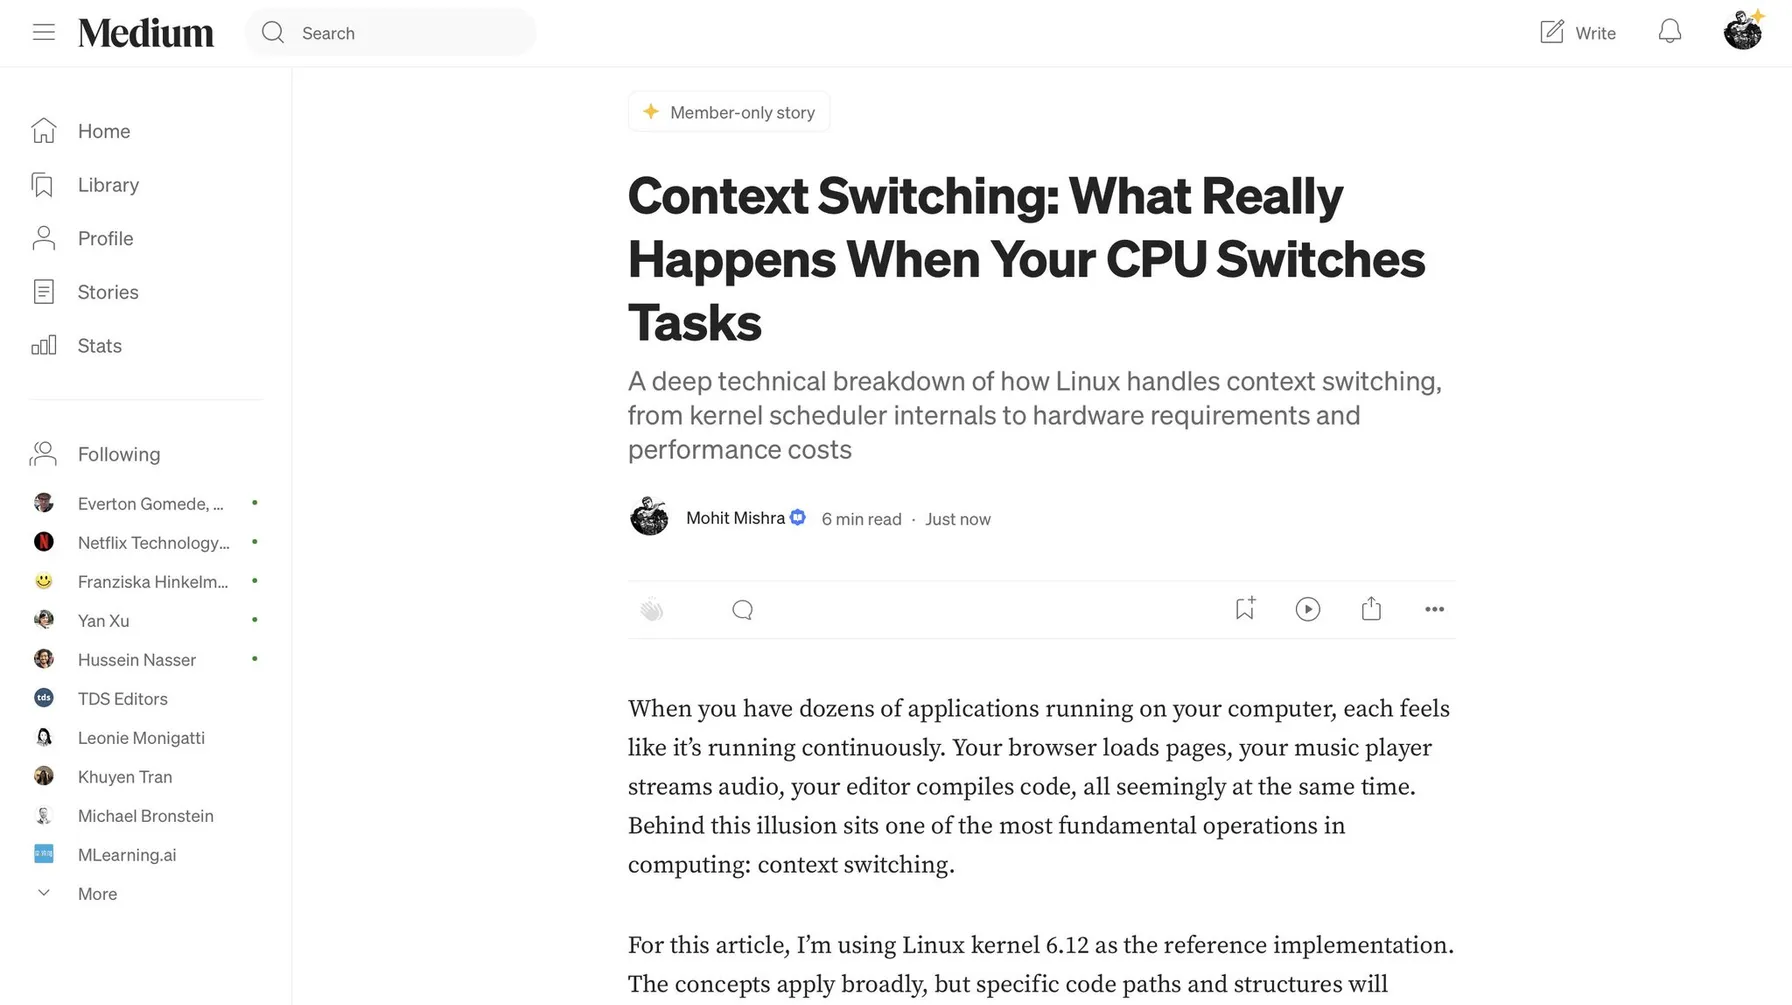 Medium
Search
Write
Home
Library
Profile
Stories
Stats
Following
Everton Gomede, ...
Netflix Technology...
Franziska Hinkelm...
Yan Xu
Hussein Nasser
tds
TDS Editors
Leonie Monigatti
Khuyen Tran
Michael Bronstein
MLearning.ai
More
Member-only story
Context Switching: What Really
Happens When Your CPU Switches
Tasks
A deep technical breakdown of how Linux handles context switching,
from kernel scheduler internals to hardware requirements and
performance costs
Mohit Mishra
6 min read · Just now
When you have dozens of applications running on your computer, each feels
like it’s running continuously. Your browser loads pages, your music player
streams audio, your editor compiles code, all seemingly at the same time.
Behind this illusion sits one of the most fundamental operations in
computing: context switching.
For this article, I’m using Linux kernel 6.12 as the reference implementation.
The concepts apply broadly, but specific code paths and structures will